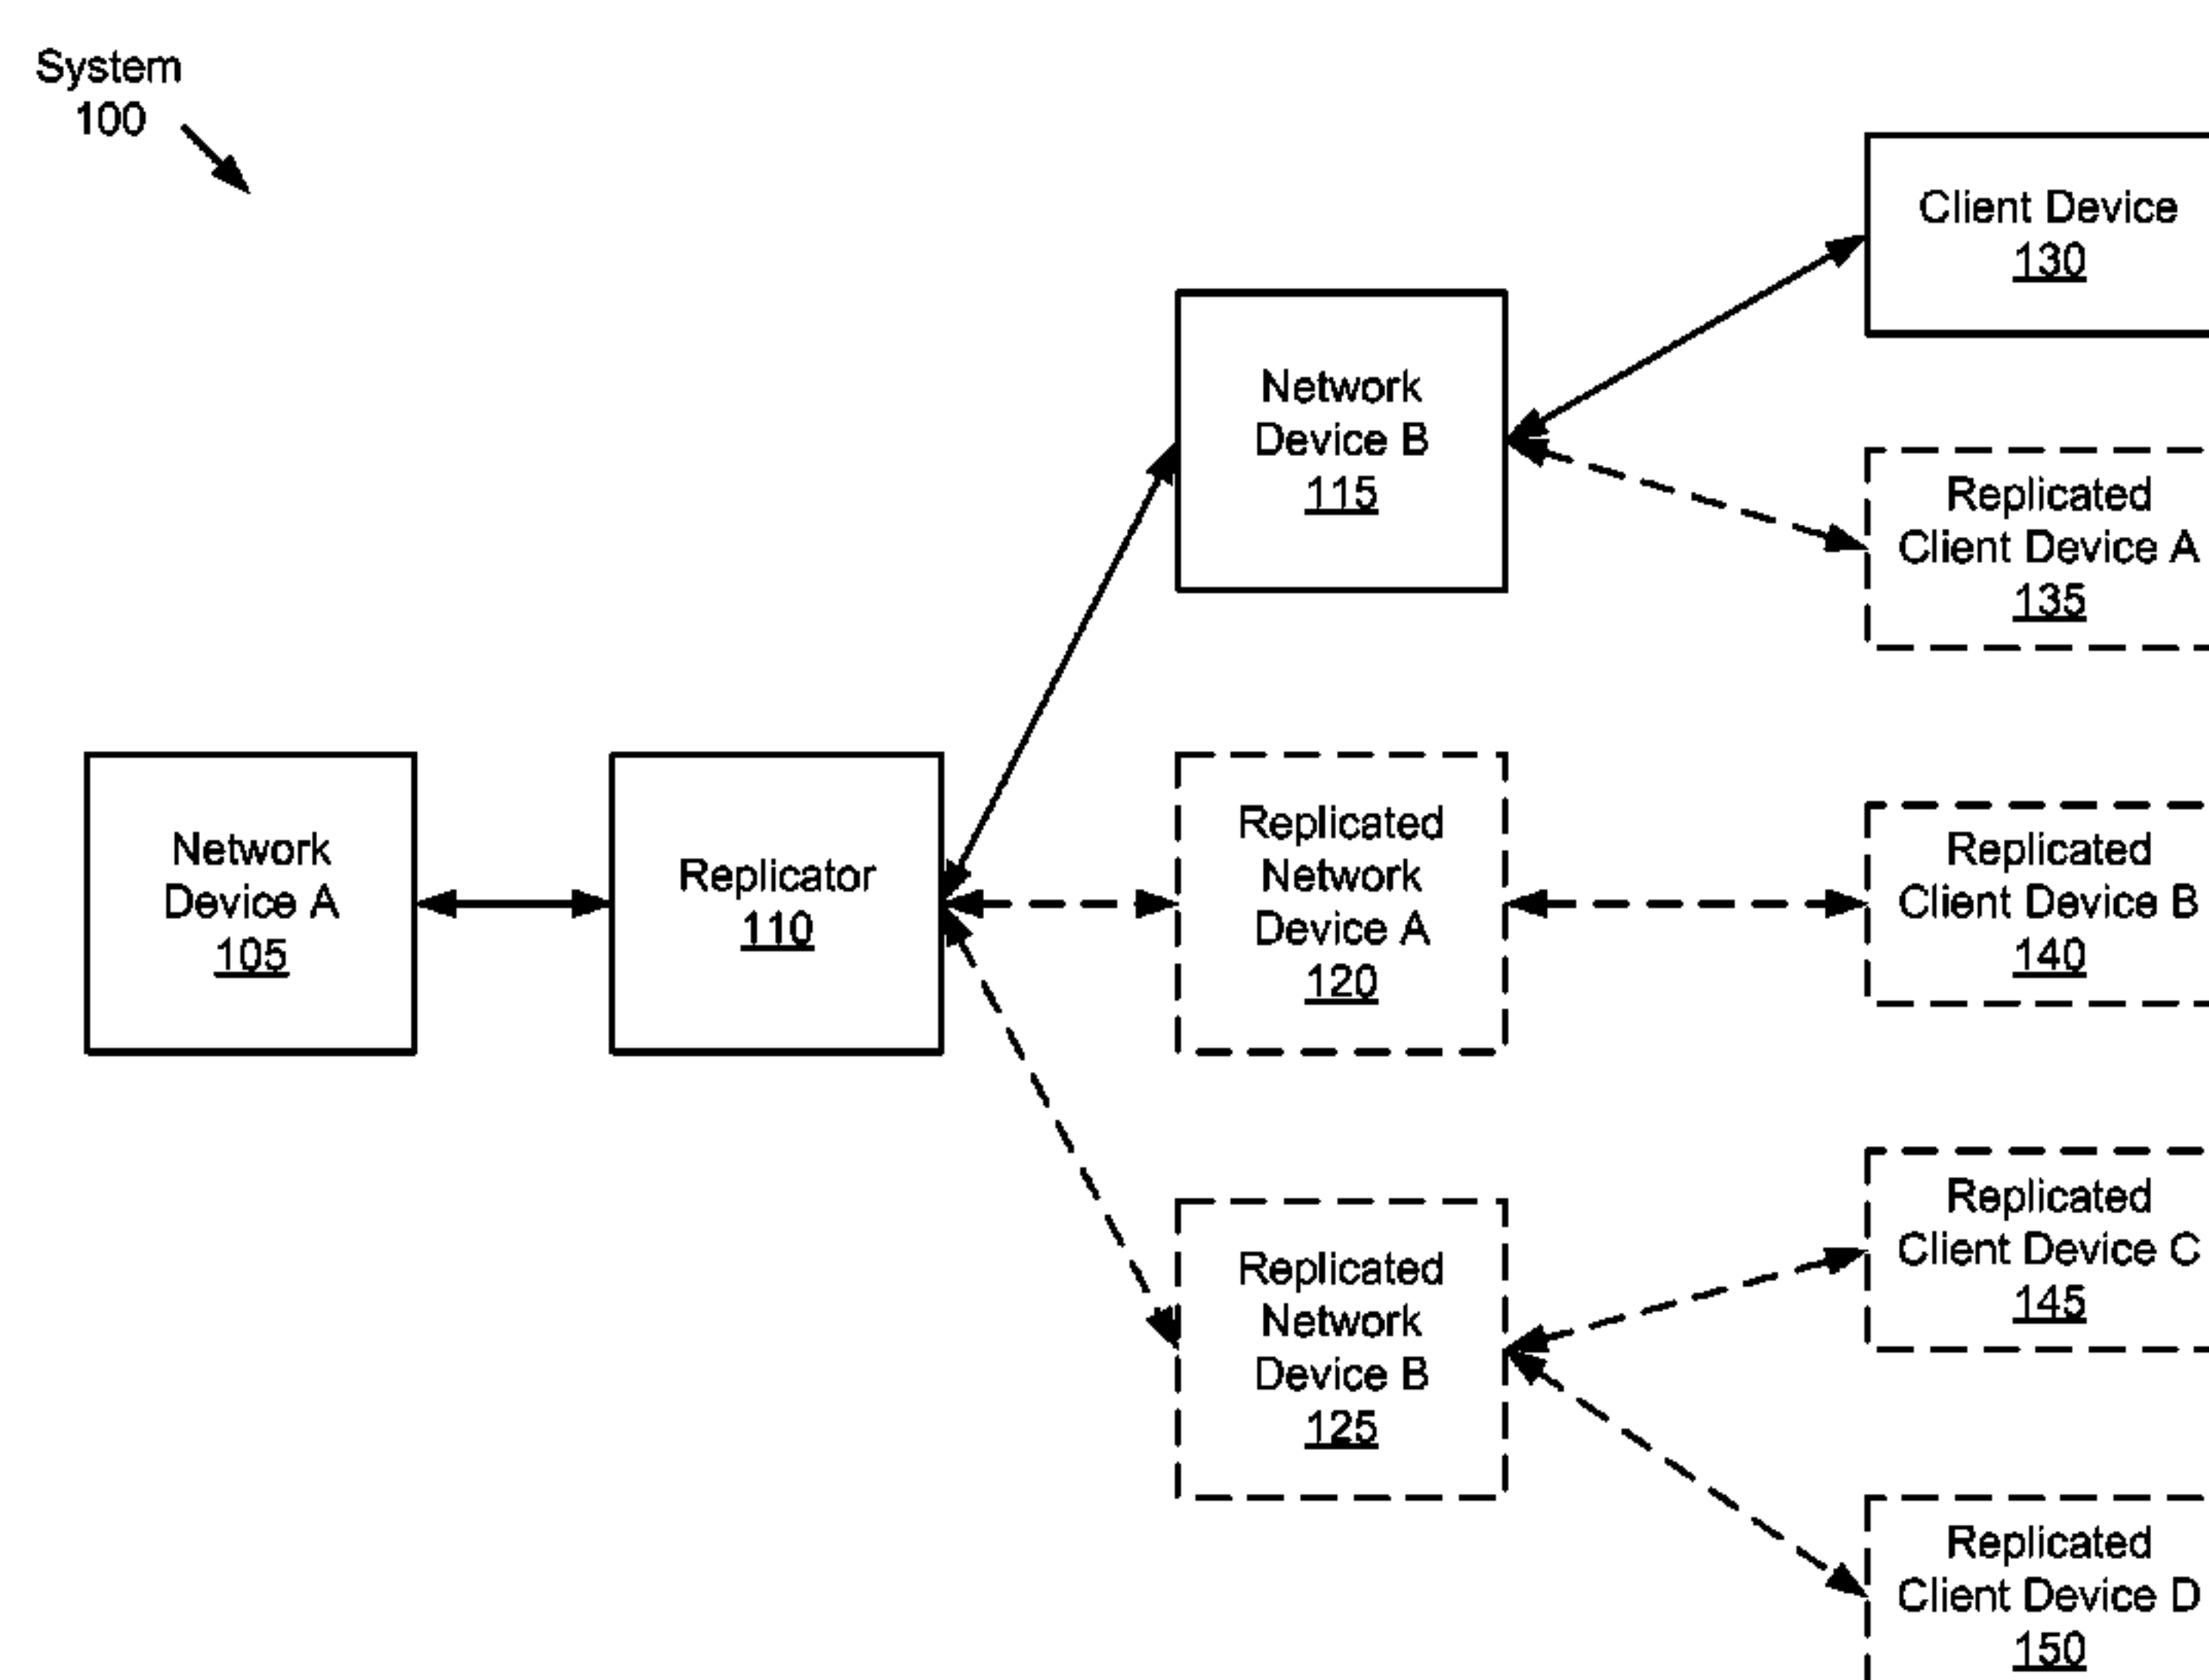 System
100
Client Device
130
Network
Device B
115
Replicated
Client Device A
135
Network
Device A
105
Replicator
110
Replicated
Network
Device A
120
Replicated
Client Device B
140
Replicated
Network
Device B
125
Replicated
Client Device C
145
Replicated
Client Device D
150